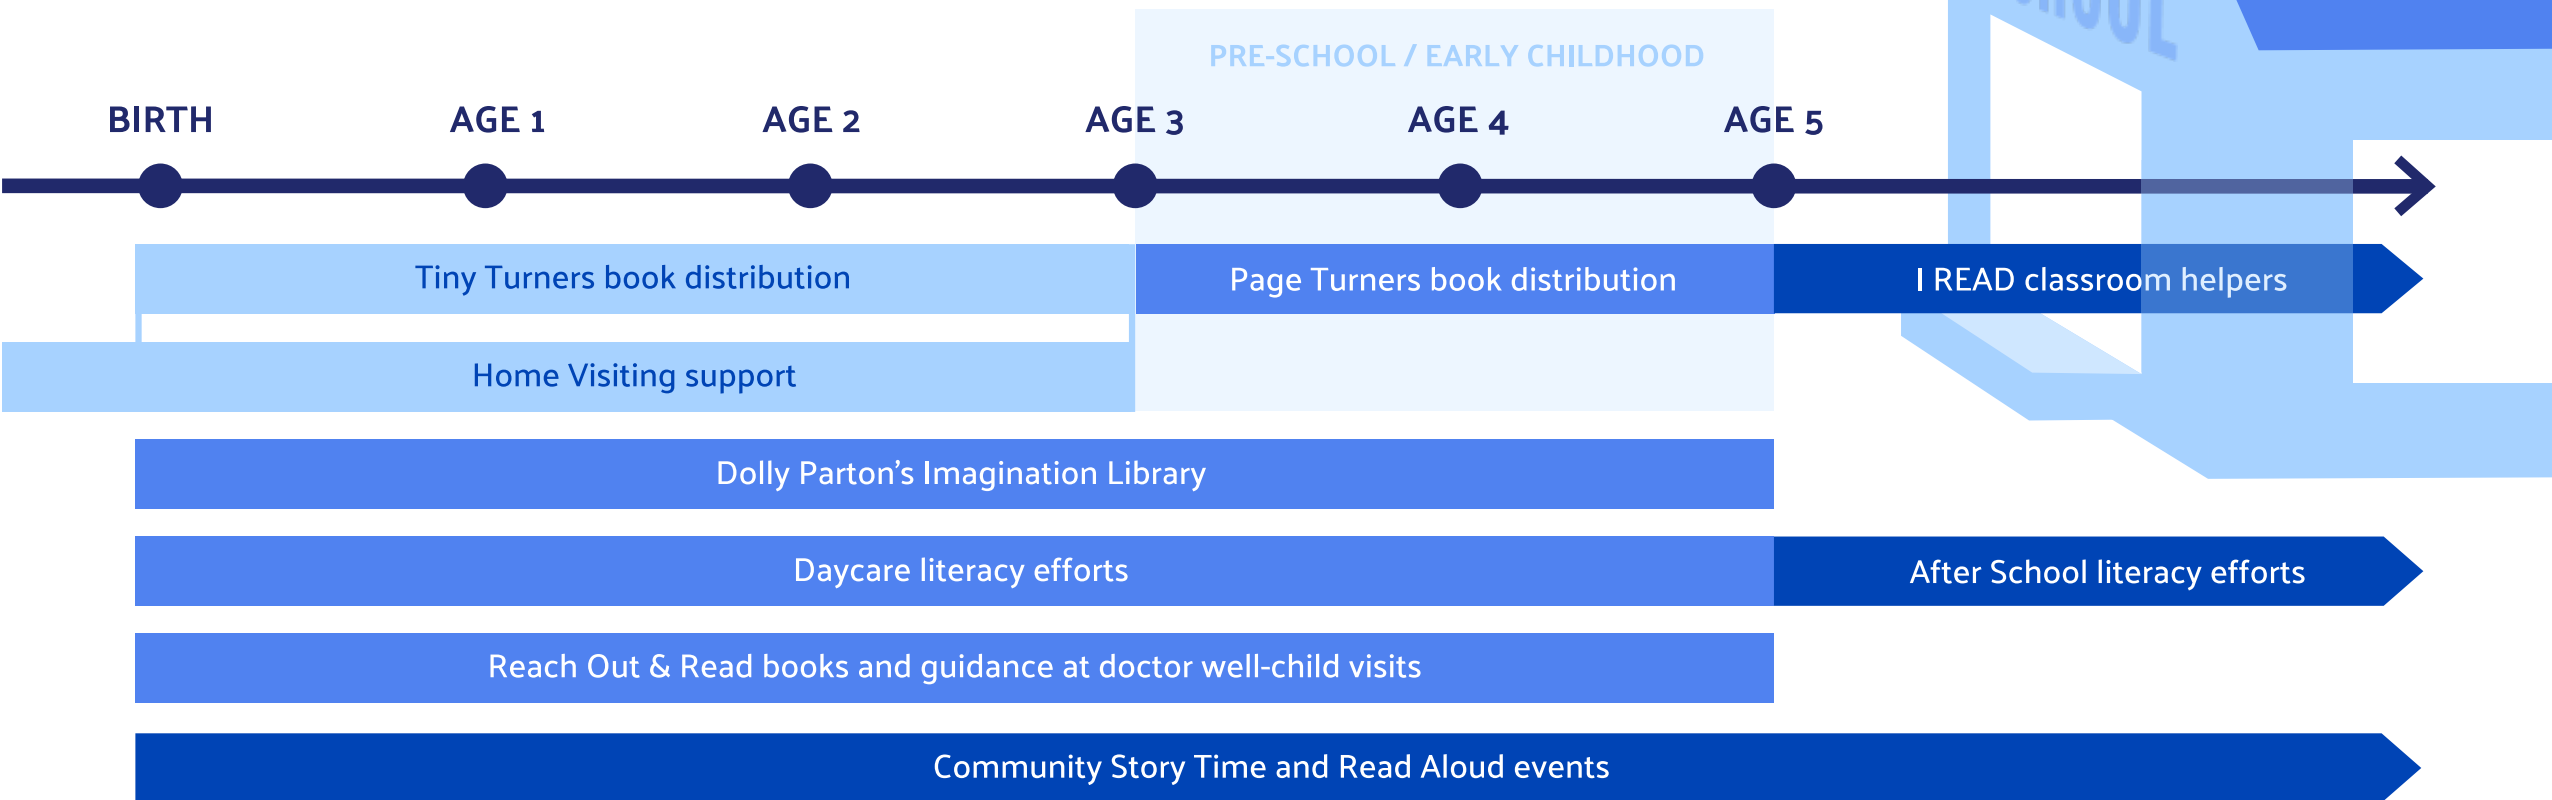 PRE-SCHOOL / EARLY CHILDHOOD
BIRTH AGE 1 AGE 2 AGE 3 AGE 4 AGE 5
Tiny Turners book distribution
Page Turners book distribution
I READ classroom helpers
Home Visiting support
Dolly Parton’s Imagination Library
Daycare literacy efforts
After School literacy efforts
Reach Out & Read books and guidance at doctor well-child visits
Community Story Time and Read Aloud events